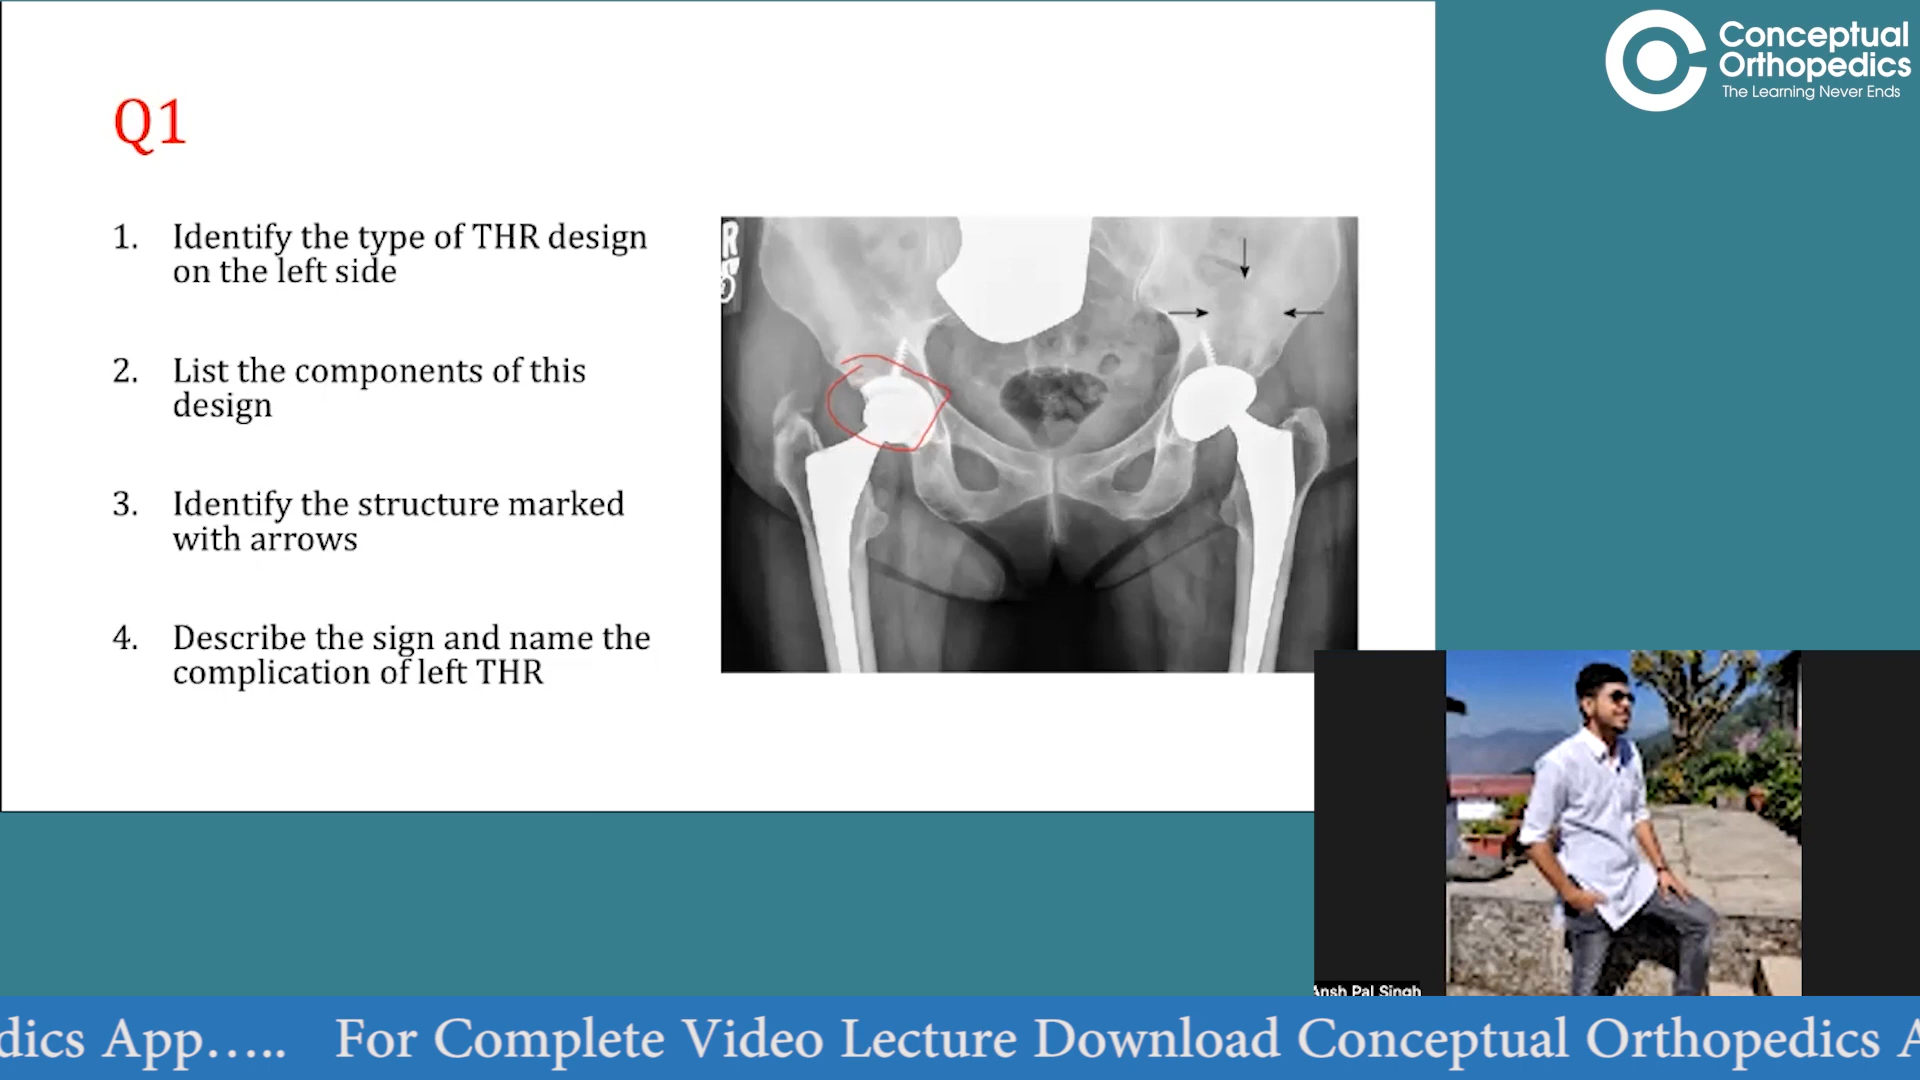 Conceptual
Orthopedics
The Learning Never Ends
Q1
1. Identify the type of THR design
on the left side
2. List the components of this
design
3. Identify the structure marked
with arrows
4. Describe the sign and name the
complication of left THR
R
Ansh Pal Singh
dics App..... For Complete Video Lecture Download Conceptual Orthopedics A